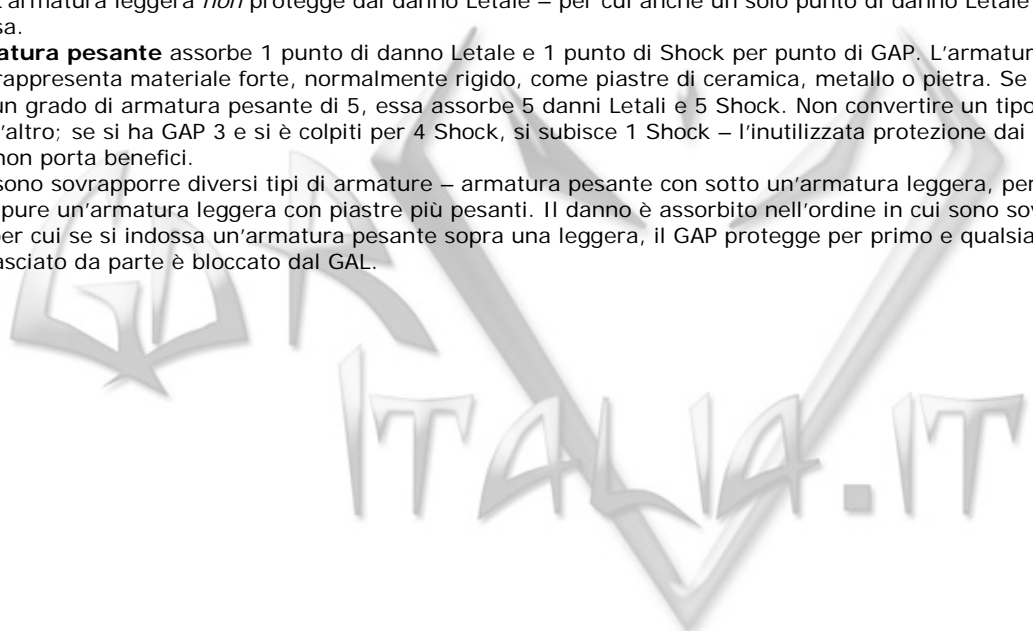 L'armatura leggera non protegge dal danno Letale – per cui anche un solo punto di danno Letale
sa.
atura pesante assorbe 1 punto di danno Letale e 1 punto di Shock per punto di GAP. L'armatur
rappresenta materiale forte, normalmente rigido, come piastre di ceramica, metallo o pietra. Se
un grado di armatura pesante di 5, essa assorbe 5 danni Letali e 5 Shock. Non convertire un tipo
l'altro; se si ha GAP 3 e si è colpiti per 4 Shock, si subisce 1 Shock – l'inutilizzata protezione dai
non porta benefici.
sono sovrapporre diversi tipi di armature – armatura pesante con sotto un'armatura leggera, per
pure un'armatura leggera con piastre più pesanti. Il danno è assorbito nell'ordine in cui sono sov
per cui se si indossa un'armatura pesante sopra una leggera, il GAP protegge per primo e qualsia
asciato da parte è bloccato dal GAL.
GDR
ITALIA.IT